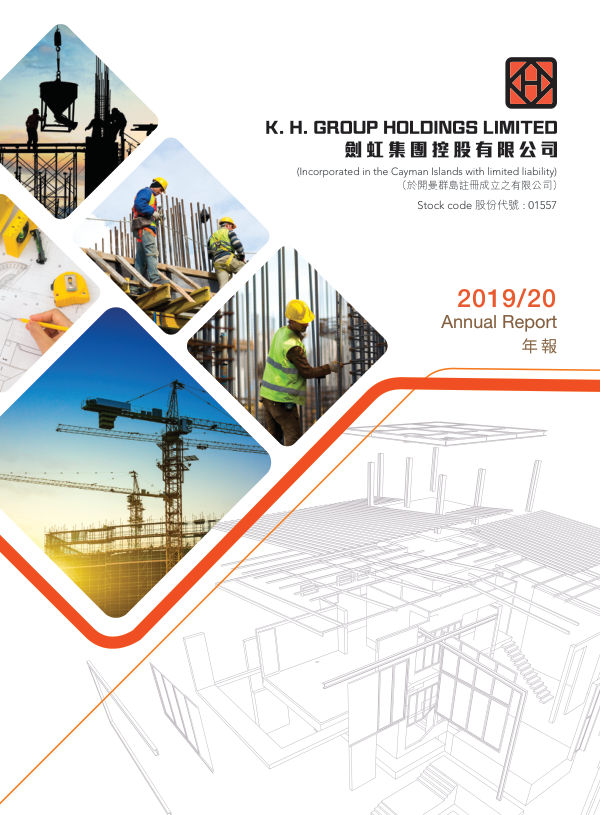 K. H. GROUP HOLDINGS LIMITED
劍虹集團控股有限公司
(Incorporated in the Cayman Islands with limited liability)
（於開曼群島註冊成立之有限公司）
Stock code 股份代號 : 01557
2019/20
Annual Report
年報